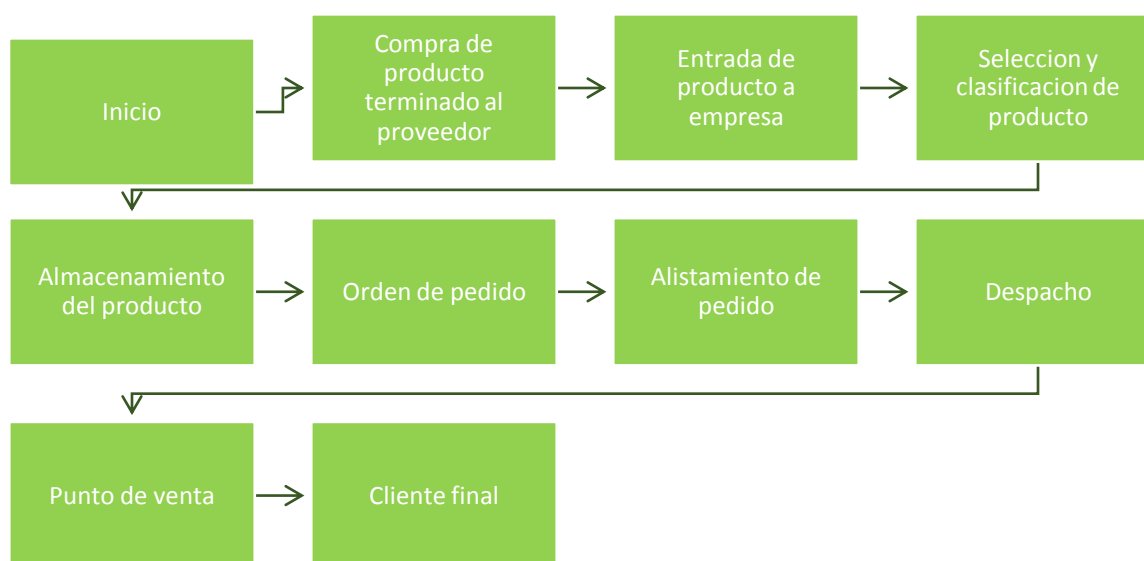 Inicio
Compra de
producto
terminado al
proveedor
Entrada de
producto a
empresa
Seleccion y
clasificacion de
producto
Almacenamiento
del producto
Orden de pedido
Alistamiento de
pedido
Despacho
Punto de venta
Cliente final